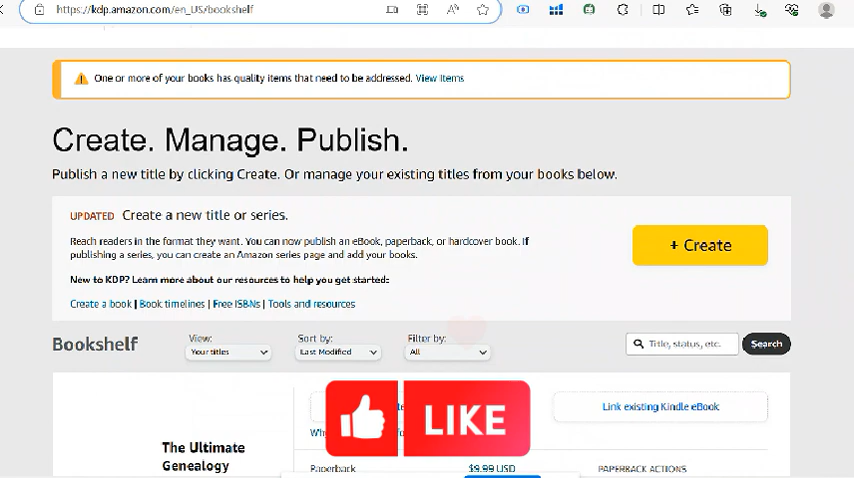 https://kdp.amazon.com/en_US/bookshelf
One or more of your books has quality items that need to be addressed. View Items
Create. Manage. Publish.
Publish a new title by clicking Create. Or manage your existing titles from your books below.
UPDATED Create a new title or series.
Reach readers in the format they want. You can now publish an eBook, paperback, or hardcover book. If
publishing a series, you can create an Amazon series page and add your books.
+ Create
New to KDP? Learn more about our resources to help you get started:
Create a book | Book timelines | Free ISBNs | Tools and resources
Bookshelf
View:
Your titles
Sort by:
Last Modified
Filter by:
All
Title, status, etc.
Search
LIKE
Link existing Kindle eBook
The Ultimate
Genealogy
Paperback
$9.99 USD
PAPERBACK ACTIONS